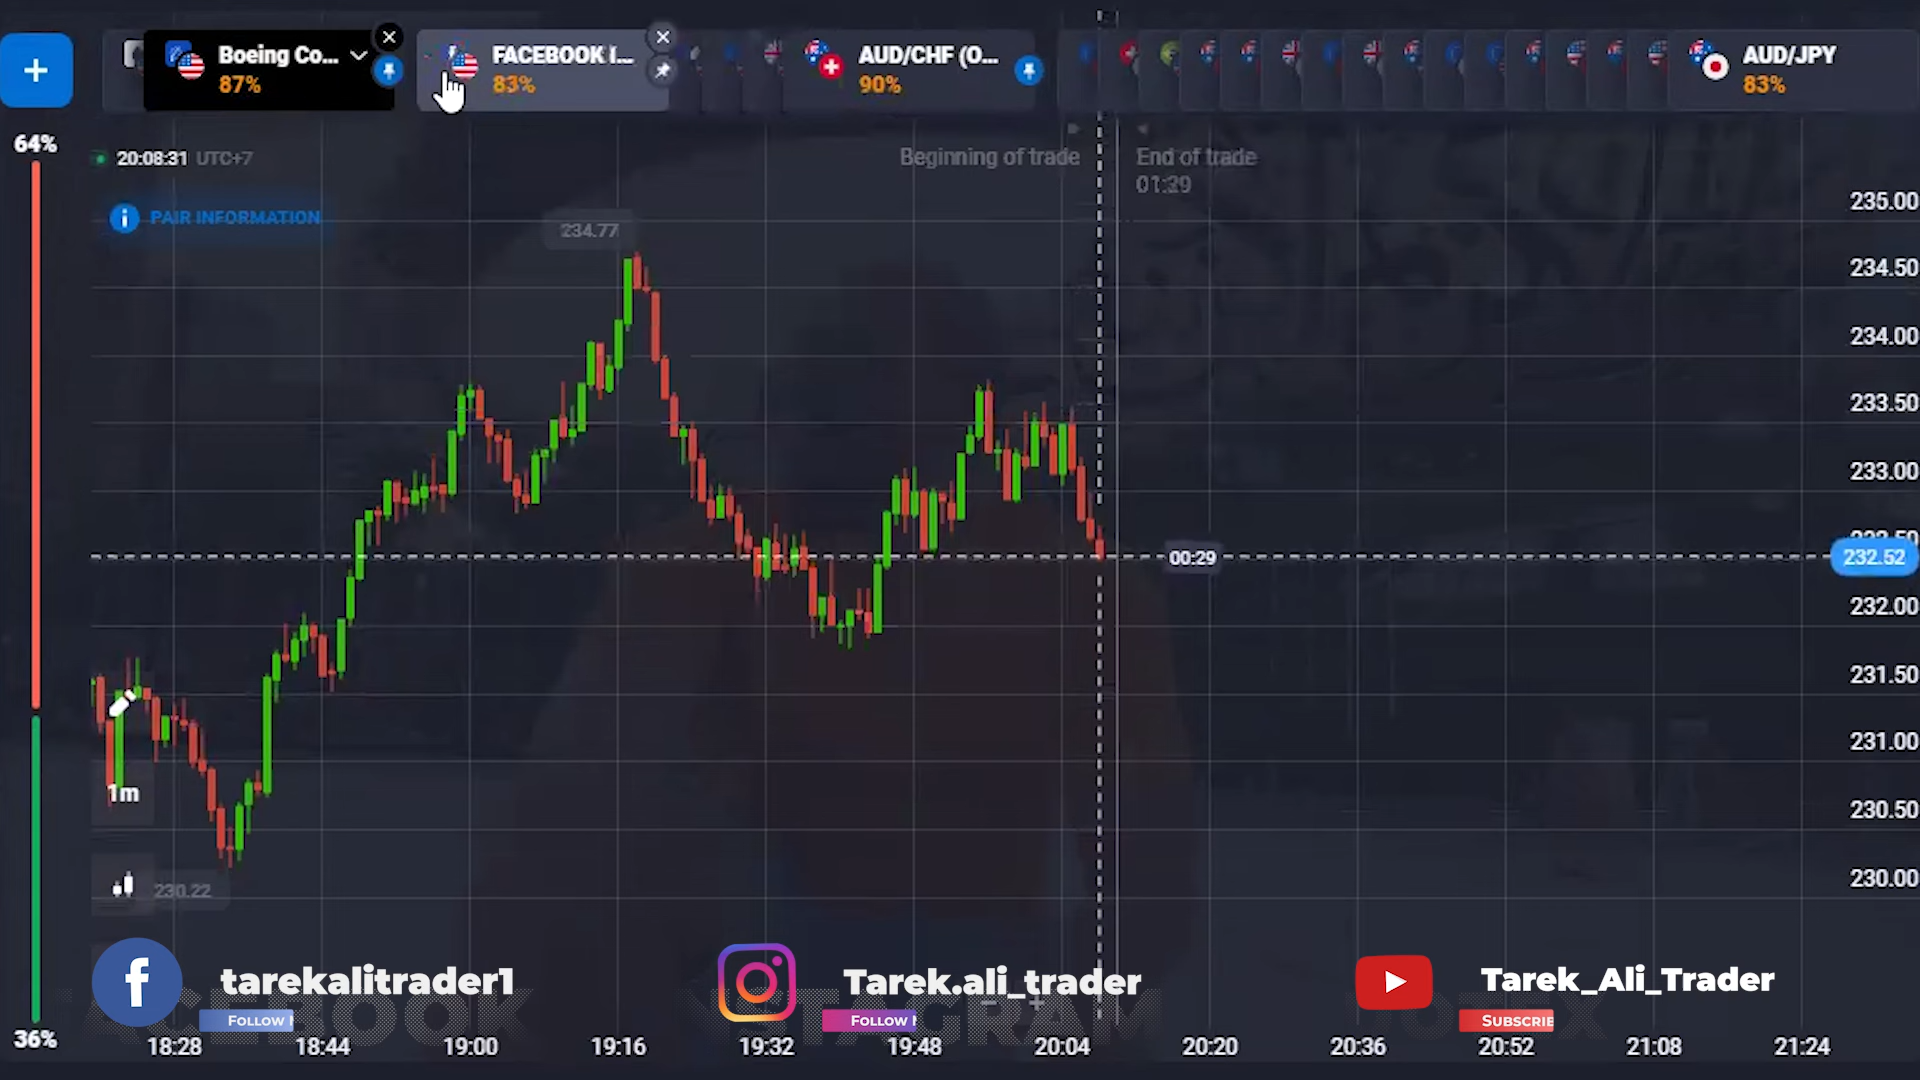 Boeing Co...
87%
FACEBOOK I...
83%
AUD/CHF (O...
90%
AUD/JPY
83%
64%
20:08:31 UTC+7
Beginning of trade
End of trade
01:29
PAIR INFORMATION
234.77
235.00
234.50
234.00
233.50
233.00
00:29
232.52
232.00
231.50
231.00
230.50
230.00
1m
230.22
36%
tarekalitrader1
FOLLOW
Tarek.ali_trader
FOLLOW
Tarek_Ali_Trader
SUBSCRIBE
18:28
18:44
19:00
19:16
19:32
19:48
20:04
20:20
20:36
20:52
21:08
21:24